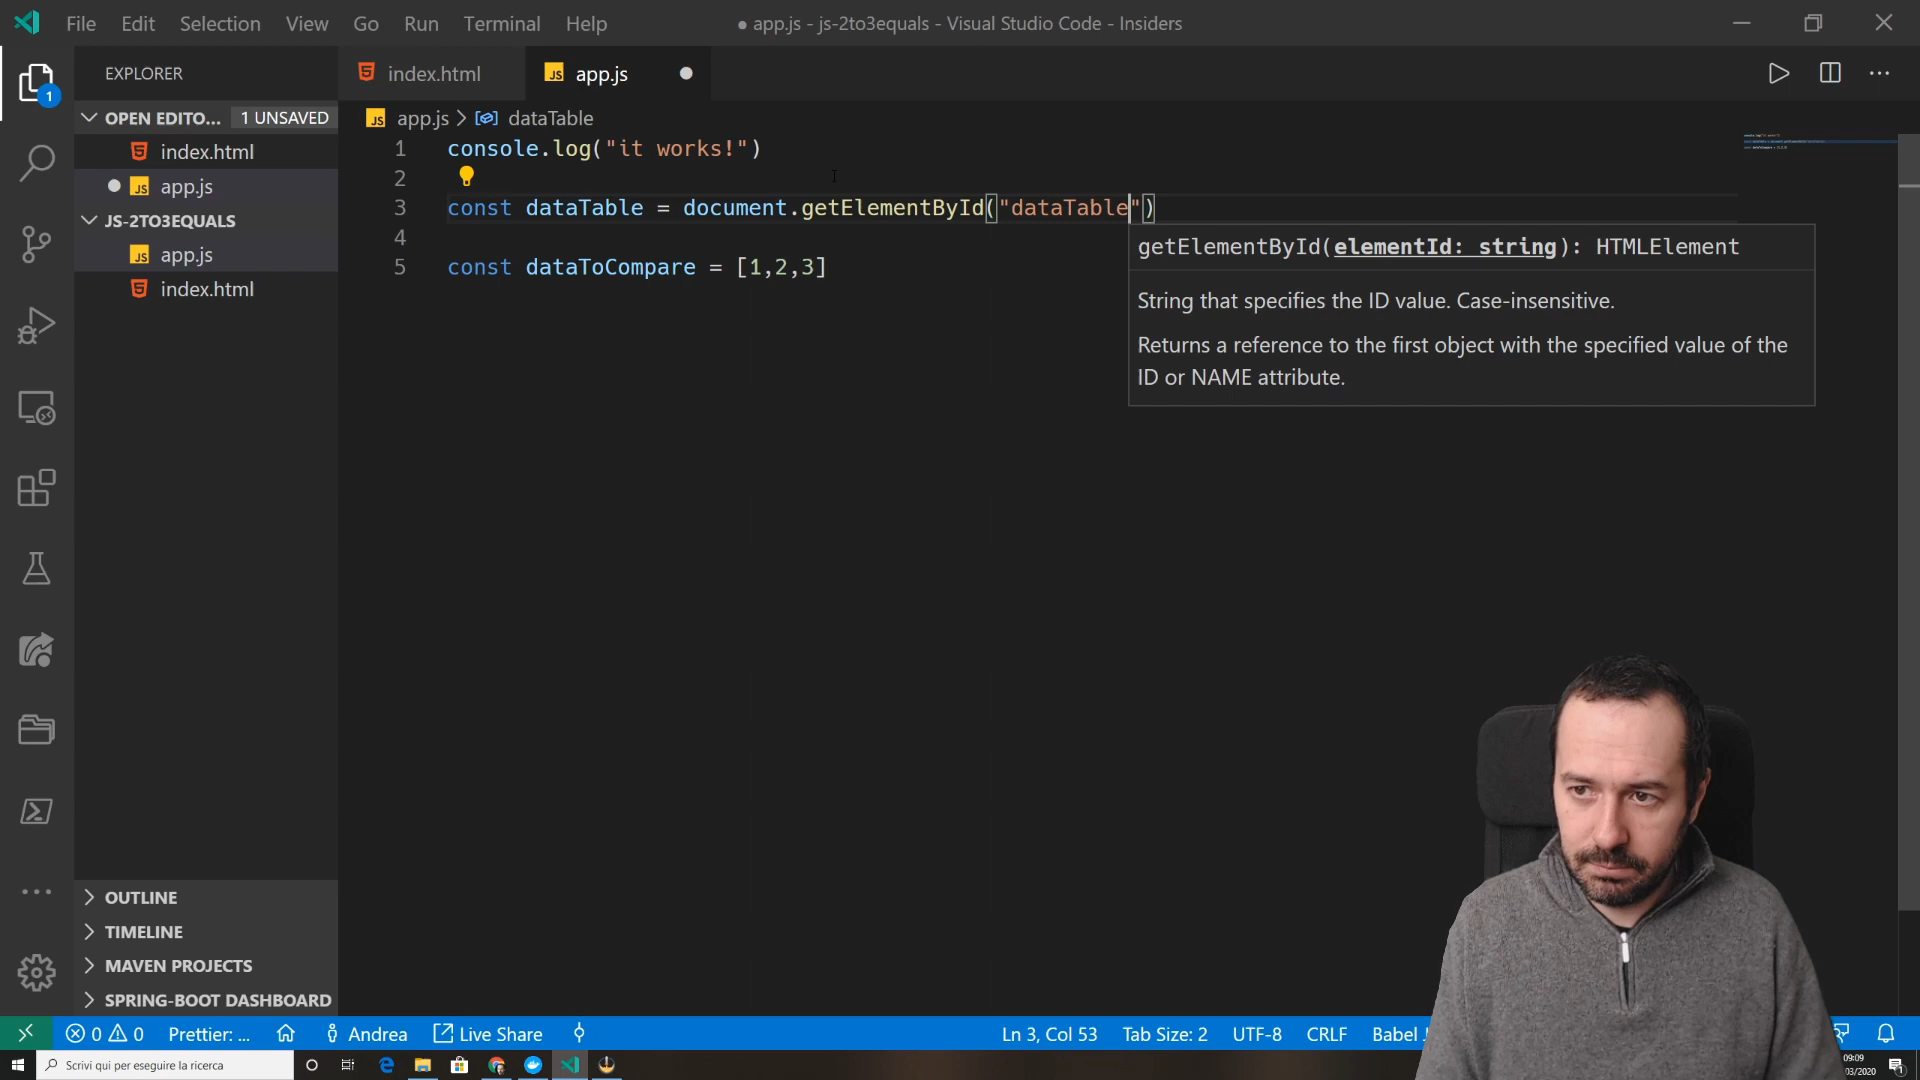 File Edit Selection View Go Run Terminal Help
● app.js - js-2to3equals - Visual Studio Code - Insiders
EXPLORER
index.html
JS app.js
OPEN EDITO... 1 UNSAVED
JS app.js > dataTable
index.html
JS app.js
JS-2TO3EQUALS
JS app.js
index.html
1 console.log("it works!")
2
3 const dataTable = document.getElementById("dataTable")
4
5 const dataToCompare = [1,2,3]
getElementById(elementId: string): HTMLElement
String that specifies the ID value. Case-insensitive.
Returns a reference to the first object with the specified value of the
ID or NAME attribute.
1
OUTLINE
TIMELINE
MAVEN PROJECTS
SPRING-BOOT DASHBOARD
0 0 Prettier: ... Andrea Live Share Ln 3, Col 53 Tab Size: 2 UTF-8 CRLF Babel
Scrivi qui per eseguire la ricerca
09:09
03/2020